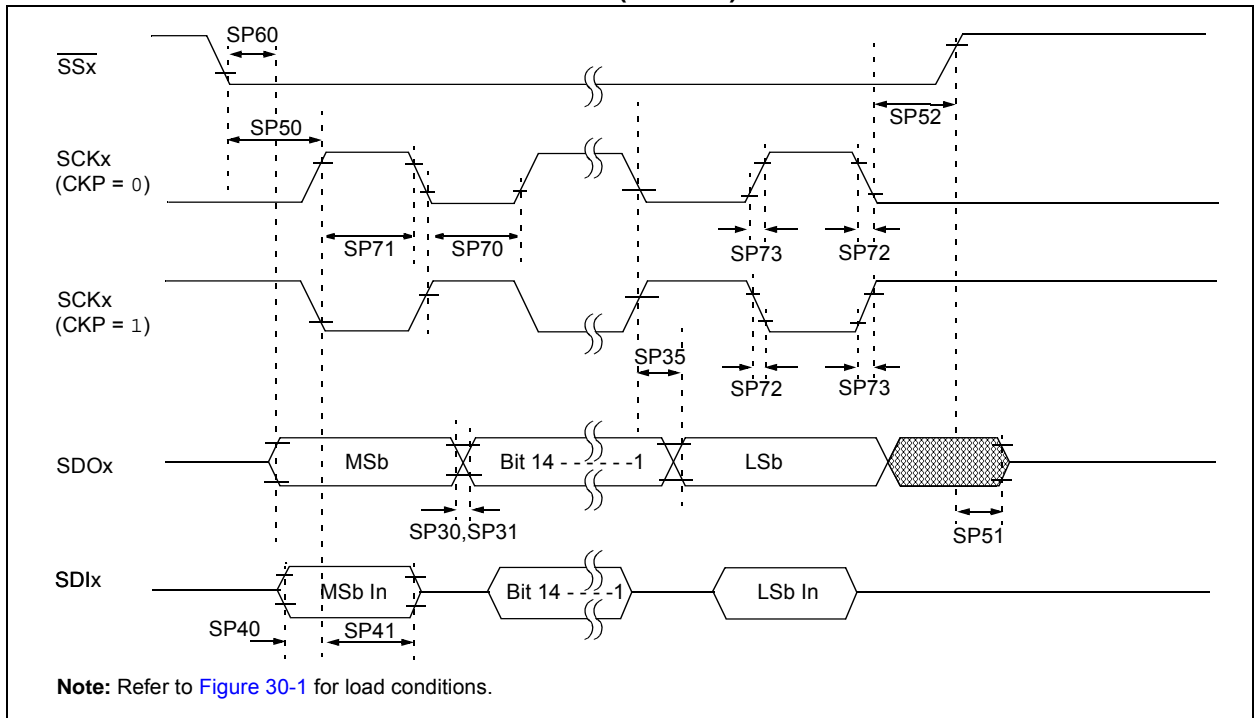 SP60
SSx
SP50
SP52
SCKx
(CKP = 0)
SP71
SP70
SP73
SP72
SCKx
(CKP = 1)
SP35
SP72
SP73
SDOx
MSb
Bit 14 - - - - - -1
LSb
SP30,SP31
SP51
SDIx
MSb In
Bit 14 - - - -1
LSb In
SP40
SP41
Note: Refer to Figure 30-1 for load conditions.